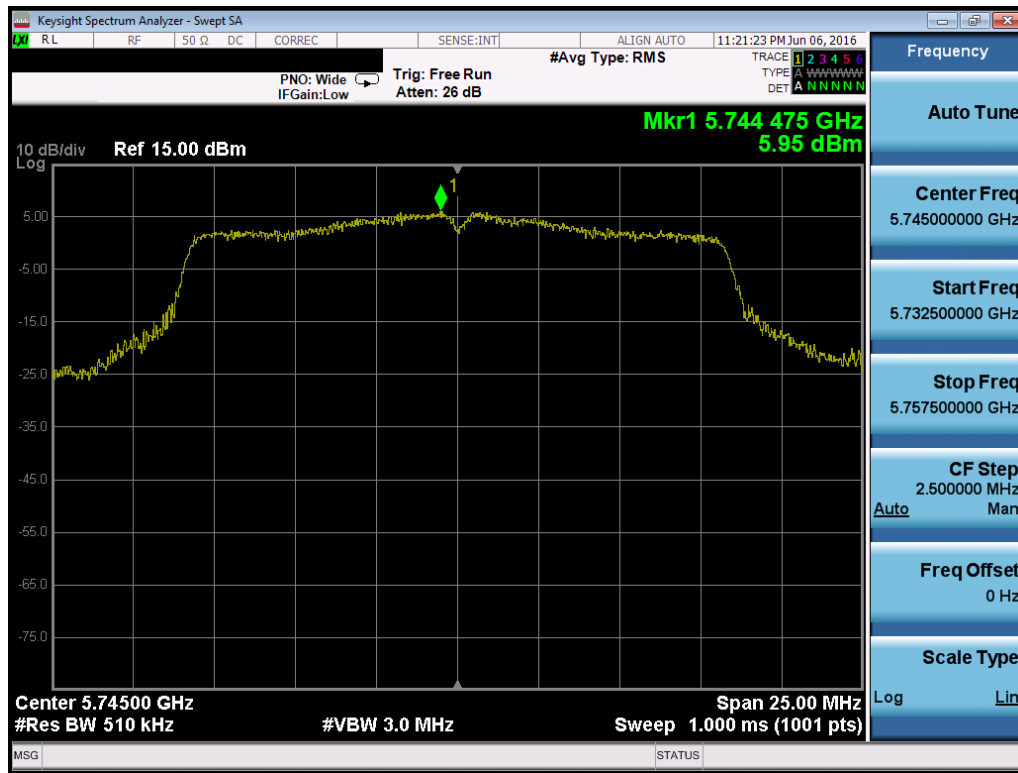 Keysight Spectrum Analyzer - Swept SA
LXI RL RF 50 Ω DC CORREC SENSE:INT ALIGN AUTO 11:21:23 PM Jun 06, 2016
#Avg Type: RMS
TRACE 1 2 3 4 5 6
TYPE A WWWWW
DET A N N N N N
PNO: Wide
IFGain:Low
Trig: Free Run
Atten: 26 dB
Mkr1 5.744 475 GHz
5.95 dBm
10 dB/div
Log
Ref 15.00 dBm
1
5.00
-5.00
-15.0
-25.0
-35.0
-45.0
-55.0
-65.0
-75.0
Center 5.74500 GHz
Span 25.00 MHz
#Res BW 510 kHz
#VBW 3.0 MHz
Sweep 1.000 ms (1001 pts)
MSG
STATUS
Frequency
Auto Tune
Center Freq
5.745000000 GHz
Start Freq
5.732500000 GHz
Stop Freq
5.757500000 GHz
CF Step
2.500000 MHz
Auto Man
Freq Offset
0 Hz
Scale Type
Log Lin